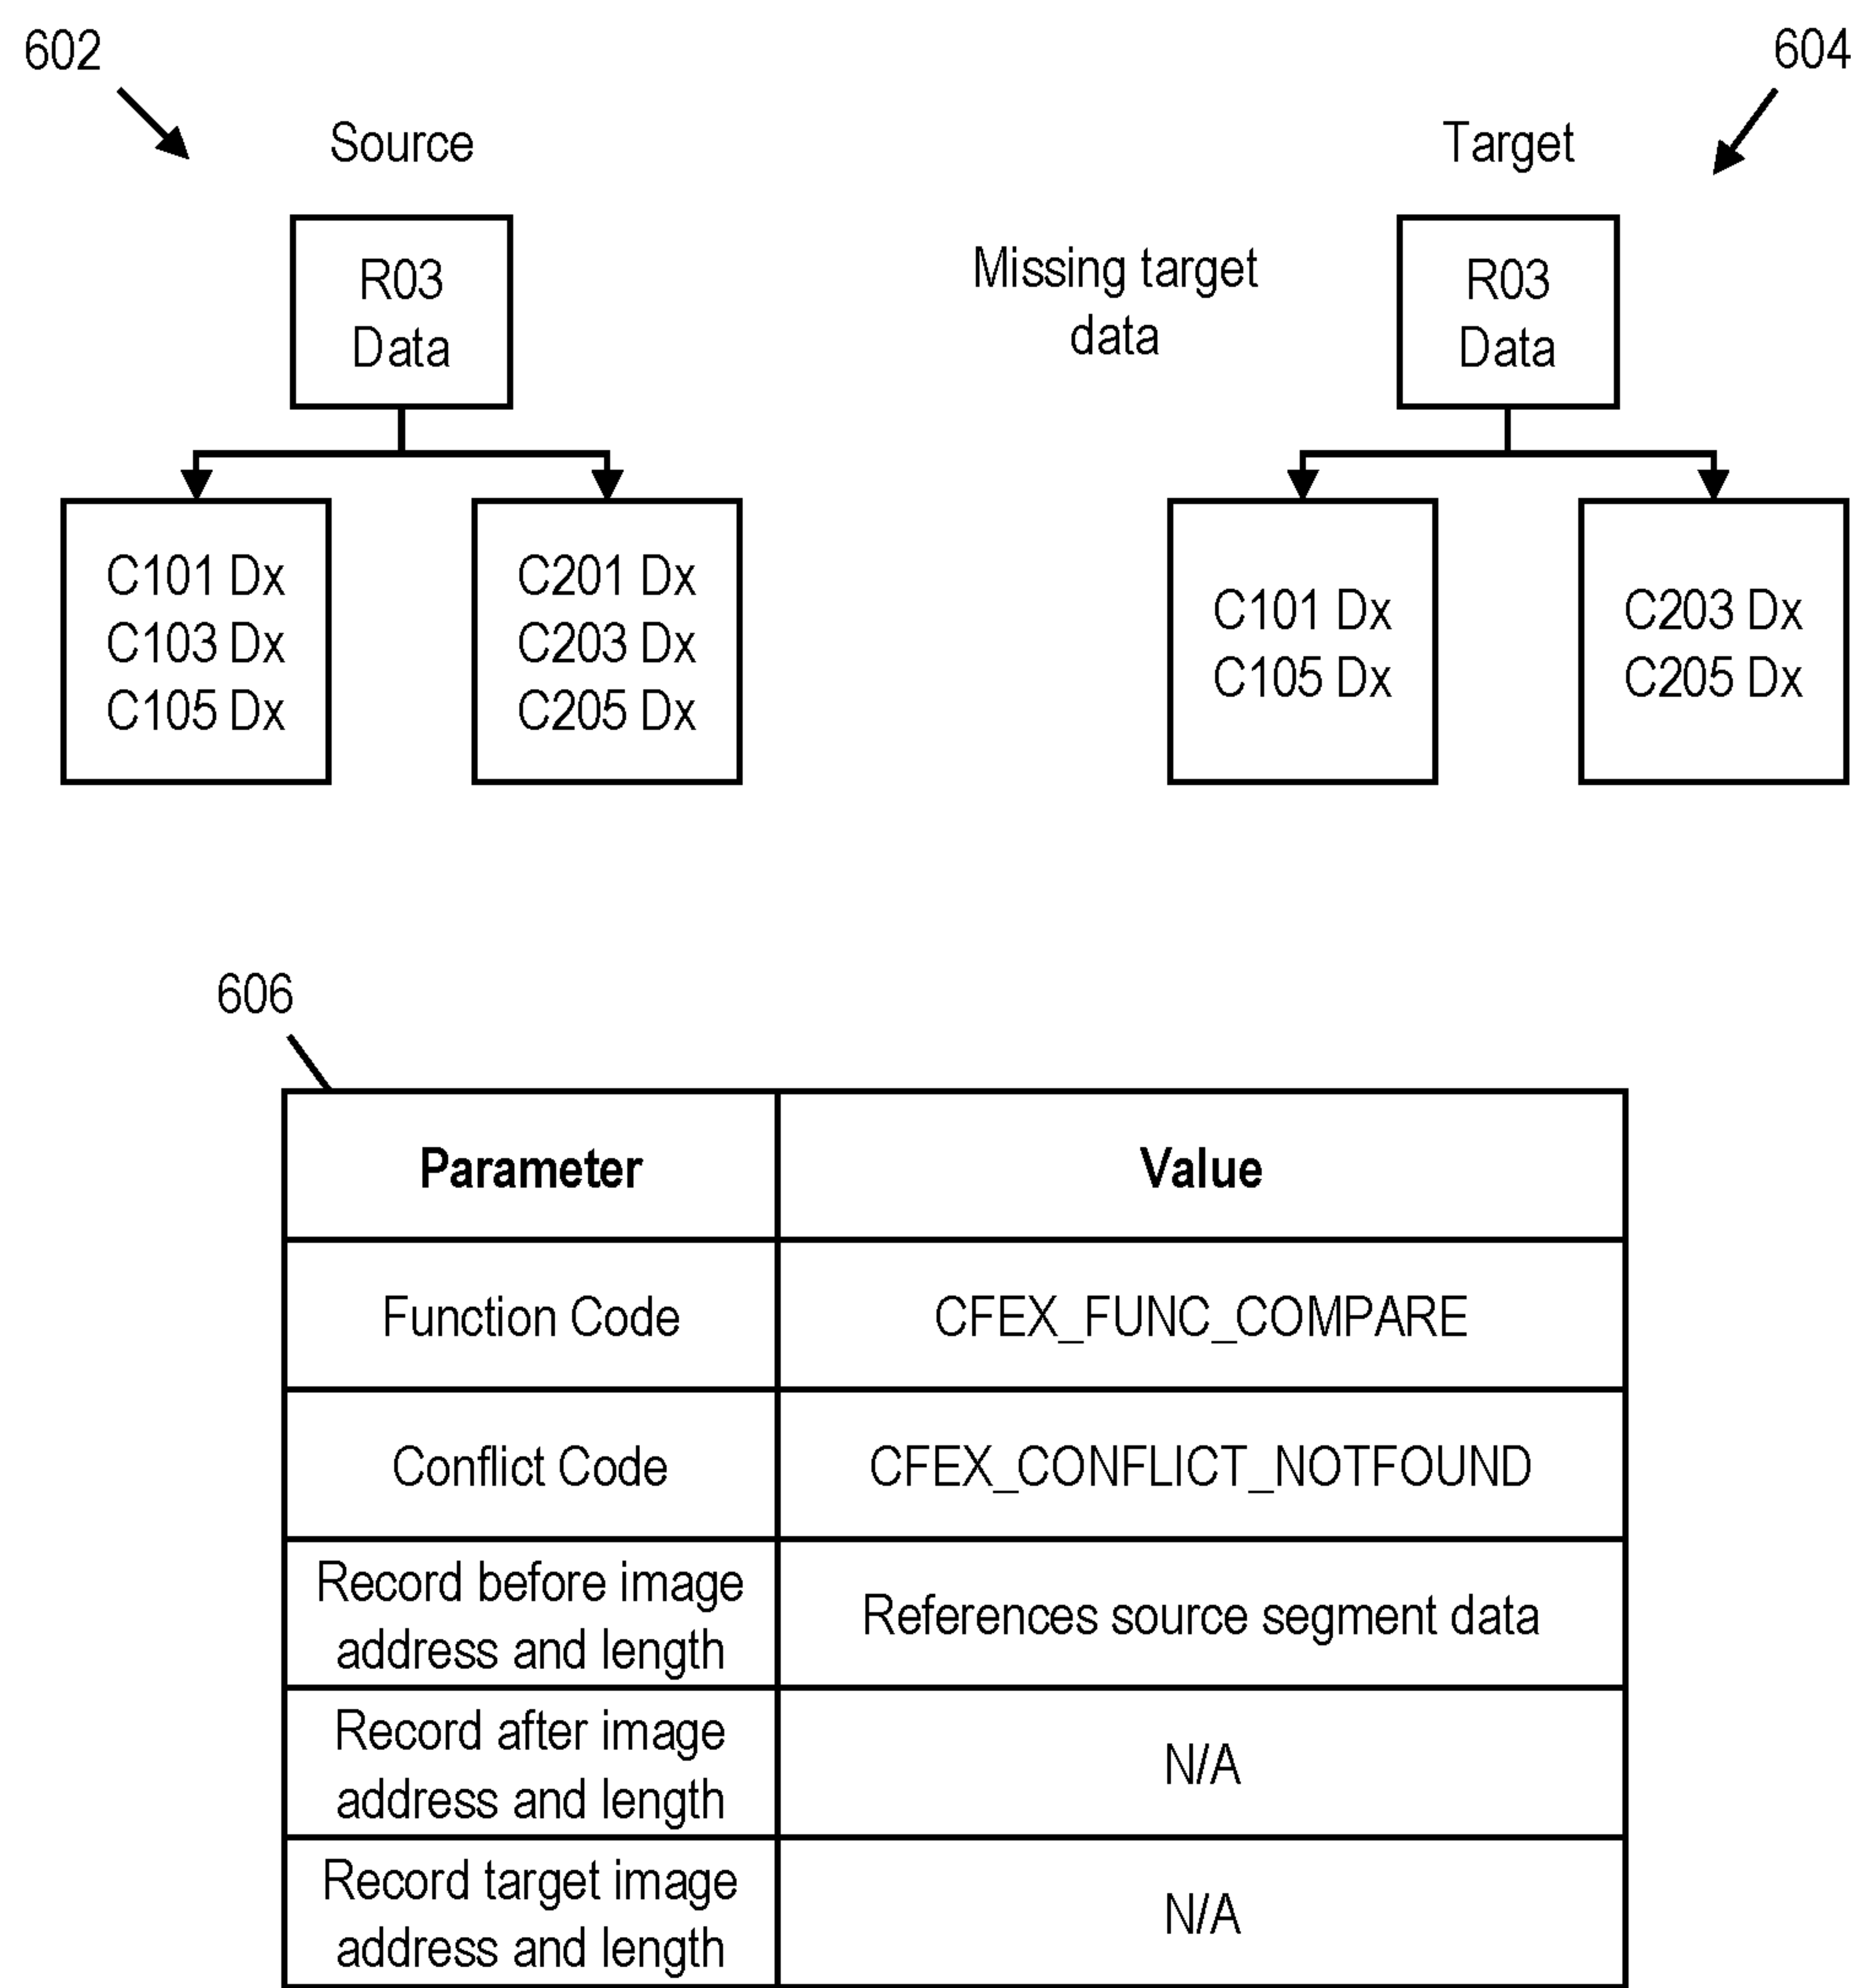 602
604
Source
Target
R03
Data
Missing target
data
R03
Data
C101 Dx
C103 Dx
C105 Dx
C201 Dx
C203 Dx
C205 Dx
C101 Dx
C105 Dx
C203 Dx
C205 Dx
606
Parameter
Value
Function Code
CFEX_FUNC_COMPARE
Conflict Code
CFEX_CONFLICT_NOTFOUND
Record before image
address and length
References source segment data
Record after image
address and length
N/A
Record target image
address and length
N/A